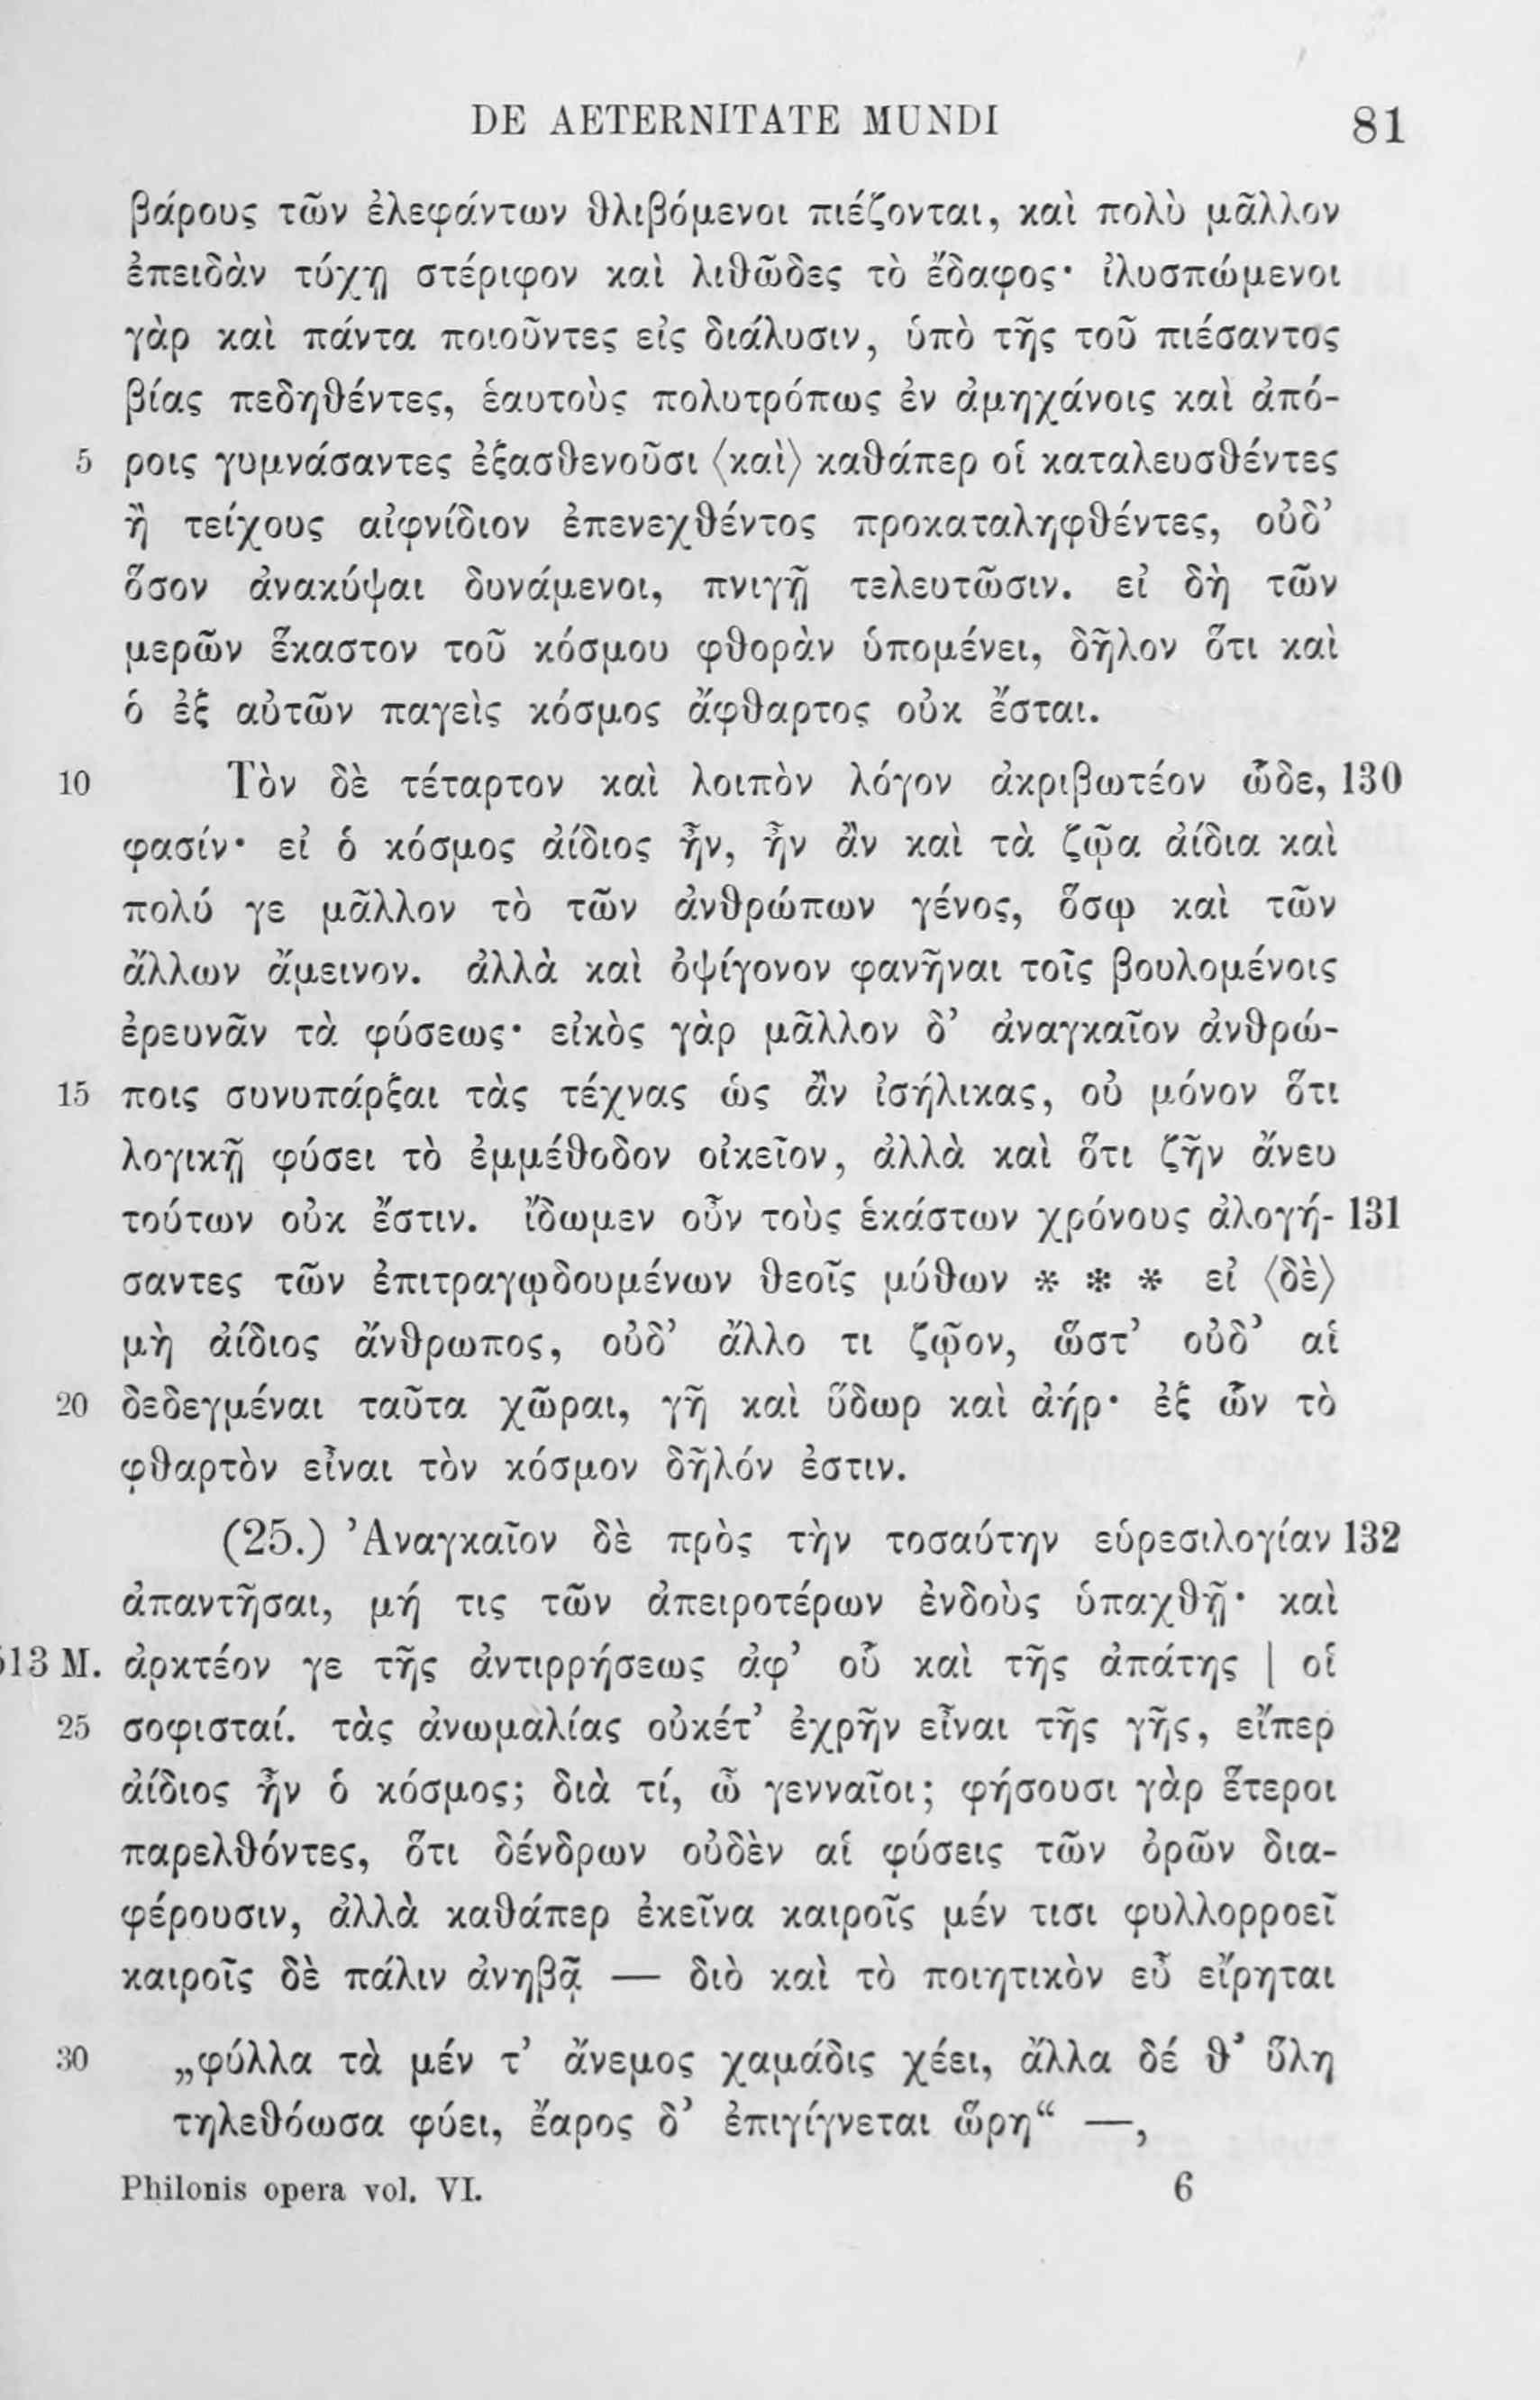 DE AETERNITATE MUNDI 81
βάρους τῶν ἐλεφάντων θλιβόμενοι πιέζονται, καὶ πολὺ μᾶλλον
ἐπειδὰν τύχῃ στέριφον καὶ λιθῶδες τὸ ἔδαφος· ἰλυσπώμενοι
γὰρ καὶ πάντα ποιοῦντες εἰς διάλυσιν, ὑπὸ τῆς τοῦ πιέσαντος
βίας πεδηθέντες, ἑαυτοὺς πολυτρόπως ἐν ἀμηχάνοις καὶ ἀπό-
5 ροις γυμνάσαντες ἐξασθενοῦσι 〈καὶ〉 καθάπερ οἱ καταλευσθέντες
ἢ τείχους αἰφνίδιον ἐπενεχθέντος προκαταληφθέντες, οὐδ’
ὅσον ἀνακύψαι δυνάμενοι, πνιγῇ τελευτῶσιν. εἰ δὴ τῶν
μερῶν ἕκαστον τοῦ κόσμου φθορὰν ὑπομένει, δῆλον ὅτι καὶ
ὁ ἐξ αὐτῶν παγεὶς κόσμος ἄφθαρτος οὐκ ἔσται.
10 Τὸν δὲ τέταρτον καὶ λοιπὸν λόγον ἀκριβωτέον ὧδε, 130
φασίν· εἰ ὁ κόσμος ἀίδιος ἦν, ἦν ἂν καὶ τὰ ζῷα ἀίδια καὶ
πολύ γε μᾶλλον τὸ τῶν ἀνθρώπων γένος, ὅσῳ καὶ τῶν
ἄλλων ἄμεινον. ἀλλὰ καὶ ὀψίγονον φανῆναι τοῖς βουλομένοις
ἐρευνᾶν τὰ φύσεως· εἰκὸς γὰρ μᾶλλον δ’ ἀναγκαῖον ἀνθρώ-
15 ποις συνυπάρξαι τὰς τέχνας ὡς ἂν ἰσήλικας, οὐ μόνον ὅτι
λογικῇ φύσει τὸ ἐμμέθοδον οἰκεῖον, ἀλλὰ καὶ ὅτι ζῆν ἄνευ
τούτων οὐκ ἔστιν. ἴδωμεν οὖν τοὺς ἑκάστων χρόνους ἀλογή- 131
σαντες τῶν ἐπιτραγῳδουμένων θεοῖς μύθων * * * εἰ 〈δὲ〉
μὴ ἀίδιος ἄνθρωπος, οὐδ’ ἄλλο τι ζῷον, ὥστ’ οὐδ’ αἱ
20 δεδεγμέναι ταῦτα χῶραι, γῆ καὶ ὕδωρ καὶ ἀήρ· ἐξ ὧν τὸ
φθαρτὸν εἶναι τὸν κόσμον δῆλόν ἐστιν.
(25.) Ἀναγκαῖον δὲ πρὸς τὴν τοσαύτην εὑρεσιλογίαν 132
ἀπαντῆσαι, μή τις τῶν ἀπειροτέρων ἐνδοὺς ὑπαχθῇ· καὶ
513 M. ἀρκτέον γε τῆς ἀντιρρήσεως ἀφ’ οὗ καὶ τῆς ἀπάτης | οἱ
25 σοφισταί. τὰς ἀνωμαλίας οὐκέτ’ ἐχρῆν εἶναι τῆς γῆς, εἴπερ
ἀίδιος ἦν ὁ κόσμος; διὰ τί, ὦ γενναῖοι; φήσουσι γὰρ ἕτεροι
παρελθόντες, ὅτι δένδρων οὐδὲν αἱ φύσεις τῶν ὀρῶν δια-
φέρουσιν, ἀλλὰ καθάπερ ἐκεῖνα καιροῖς μέν τισι φυλλορροεῖ
καιροῖς δὲ πάλιν ἀνηβᾷ — διὸ καὶ τὸ ποιητικὸν εὖ εἴρηται
30 „φύλλα τὰ μέν τ’ ἄνεμος χαμάδις χέει, ἄλλα δέ θ’ ὕλη
τηλεθόωσα φύει, ἔαρος δ’ ἐπιγίγνεται ὥρη“ —,
Philonis opera vol. VI. 6